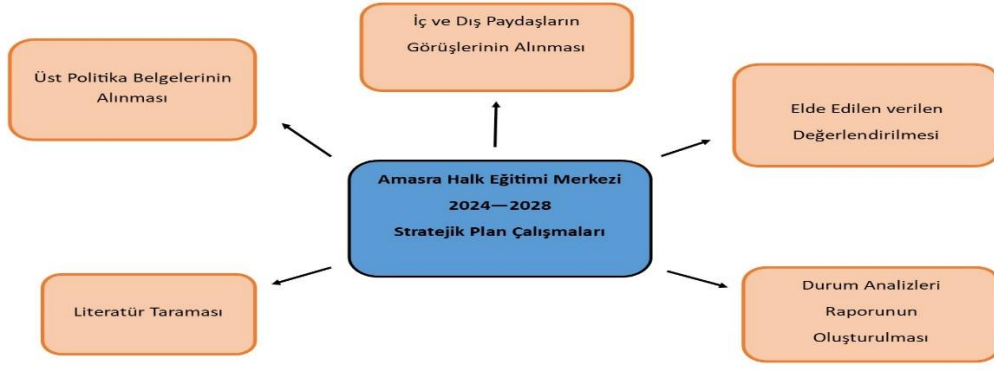 İç ve Dış Paydaşların
Görüşlerinin Alınması
Üst Politika Belgelerinin
Alınması
Elde Edilen verilen
Değerlendirilmesi
Amasra Halk Eğitimi Merkezi
2024—2028
Stratejik Plan Çalışmaları
Literatür Taraması
Durum Analizleri
Raporunun
Oluşturulması